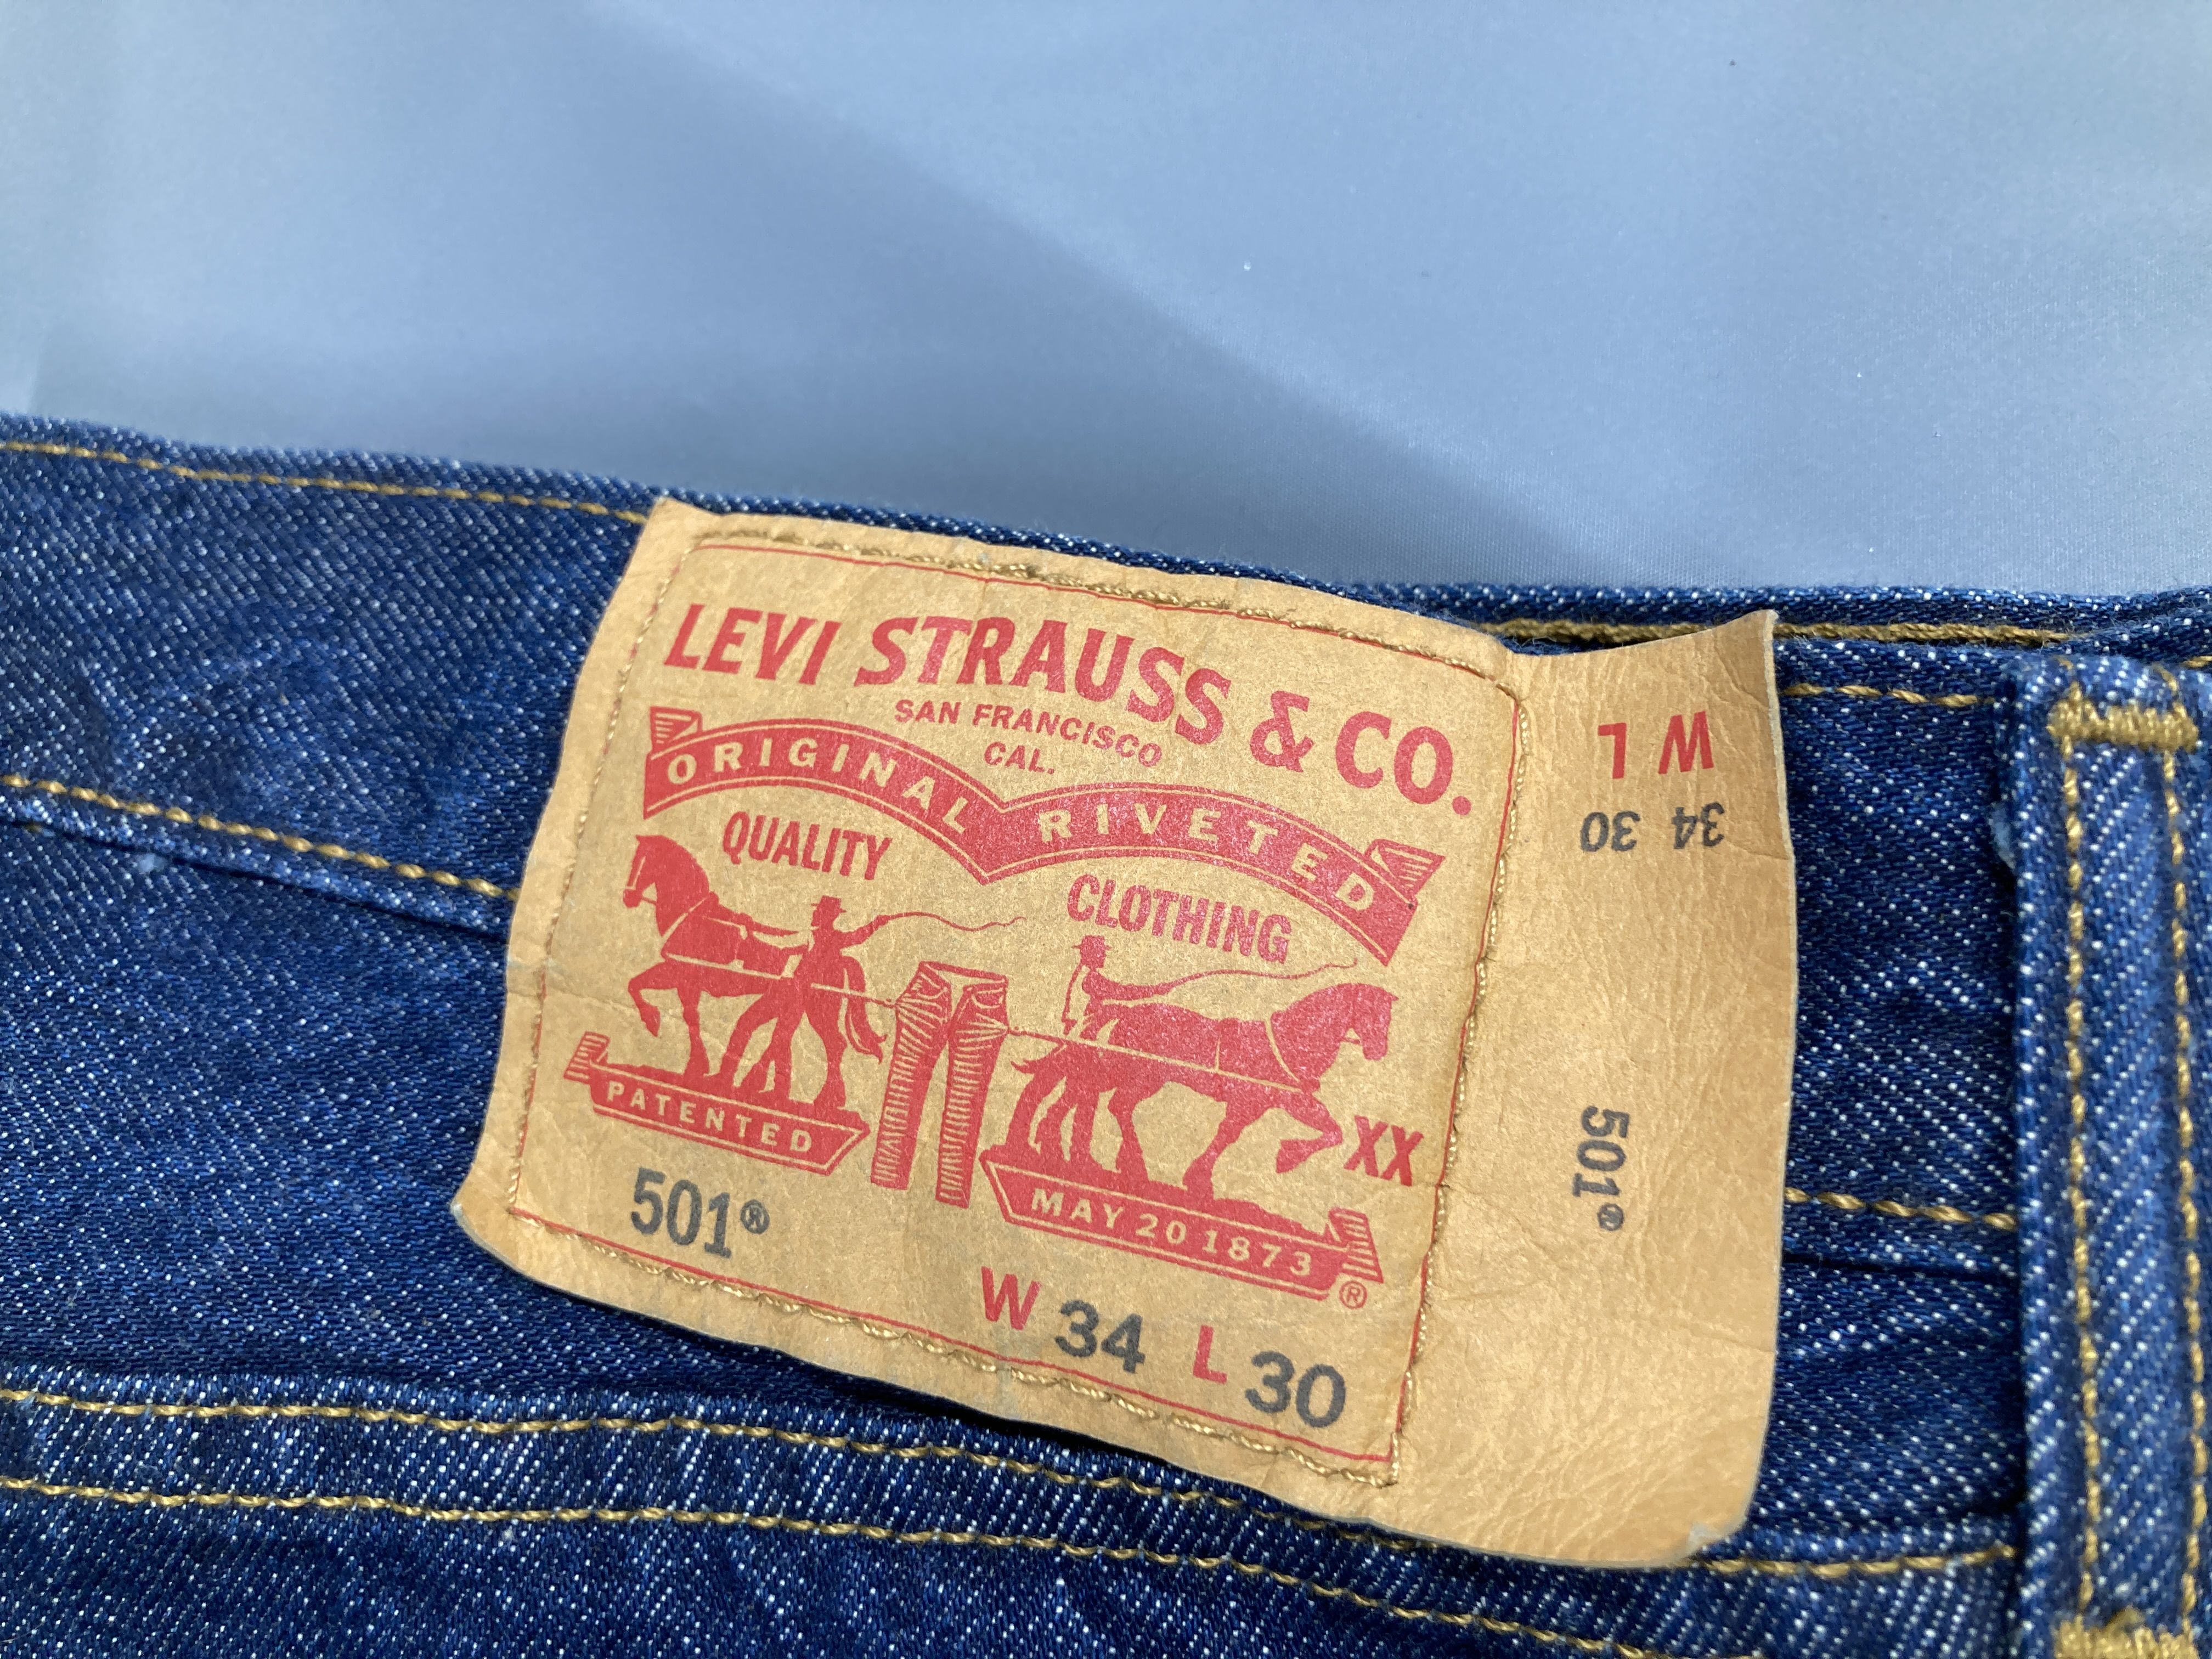 LEVI STRAUSS & CO.
SAN FRANCISCO
CAL.
ORIGINAL RIVETED
QUALITY
CLOTHING
XX
PATENTED
MAY 20 1873
®
501®
W 34 L 30
W L
34 30
501®